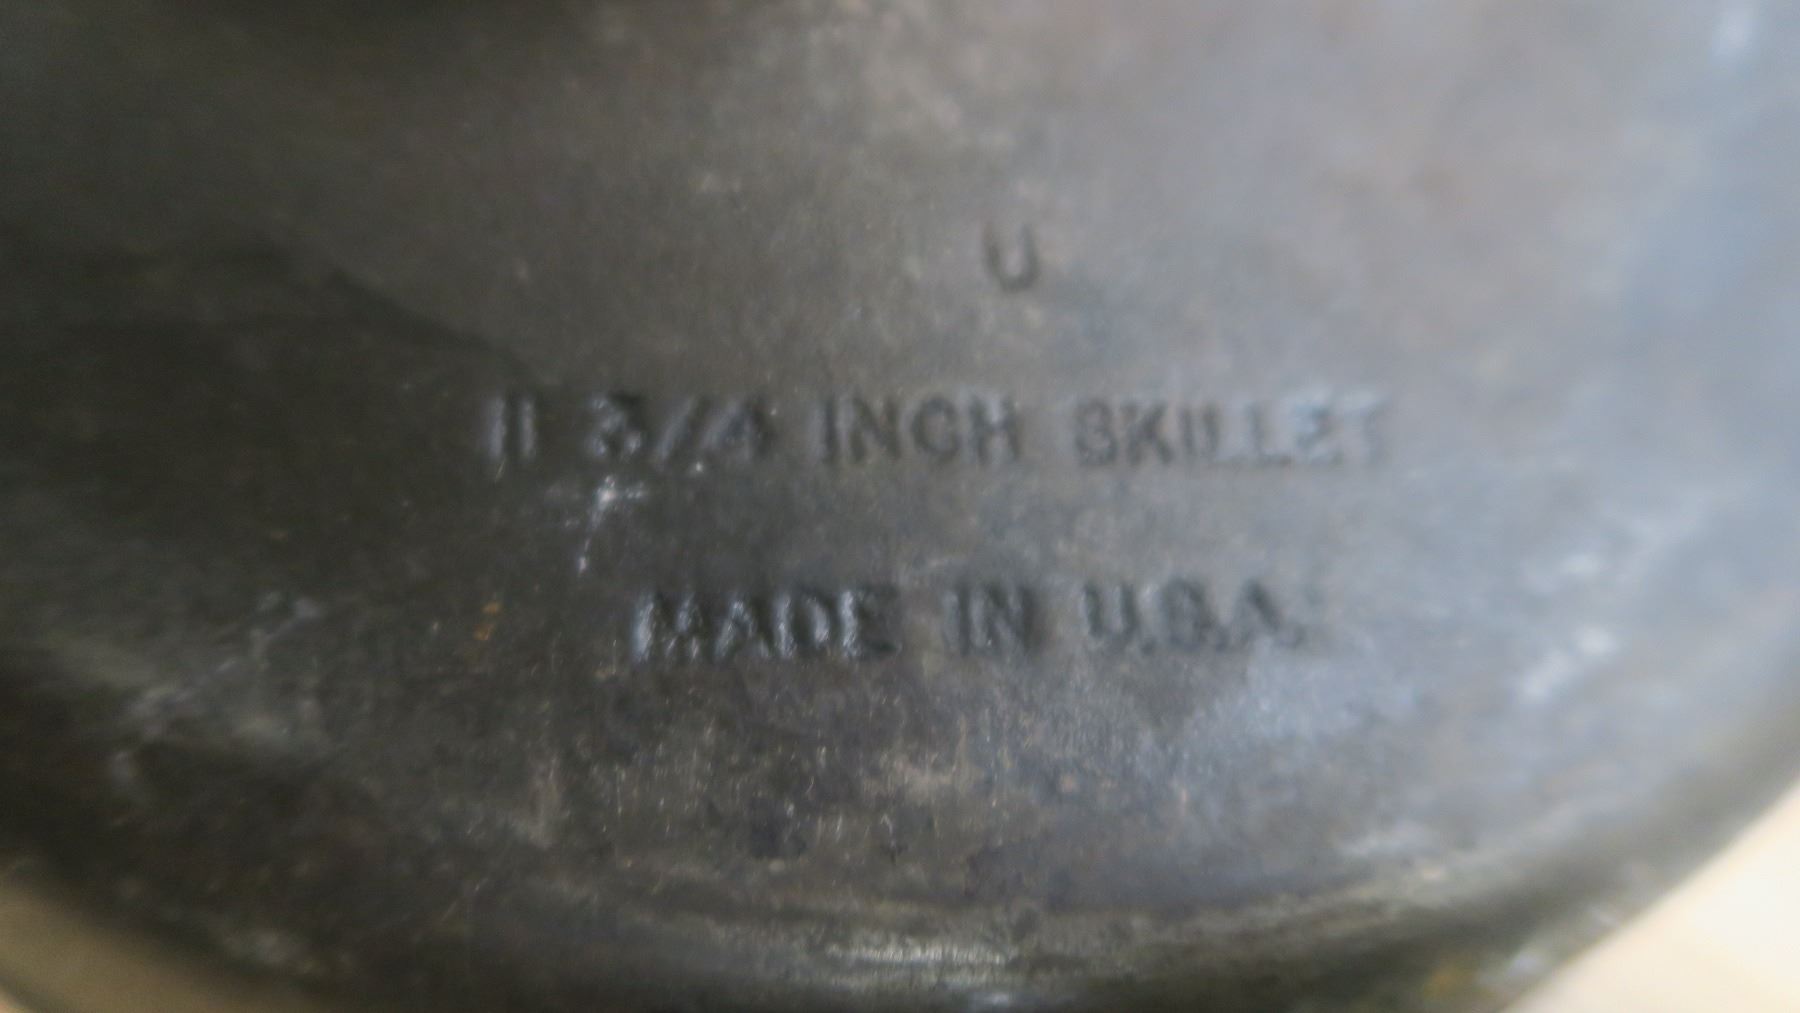 U
11 3/4 INCH SKILLET
MADE IN U.S.A.